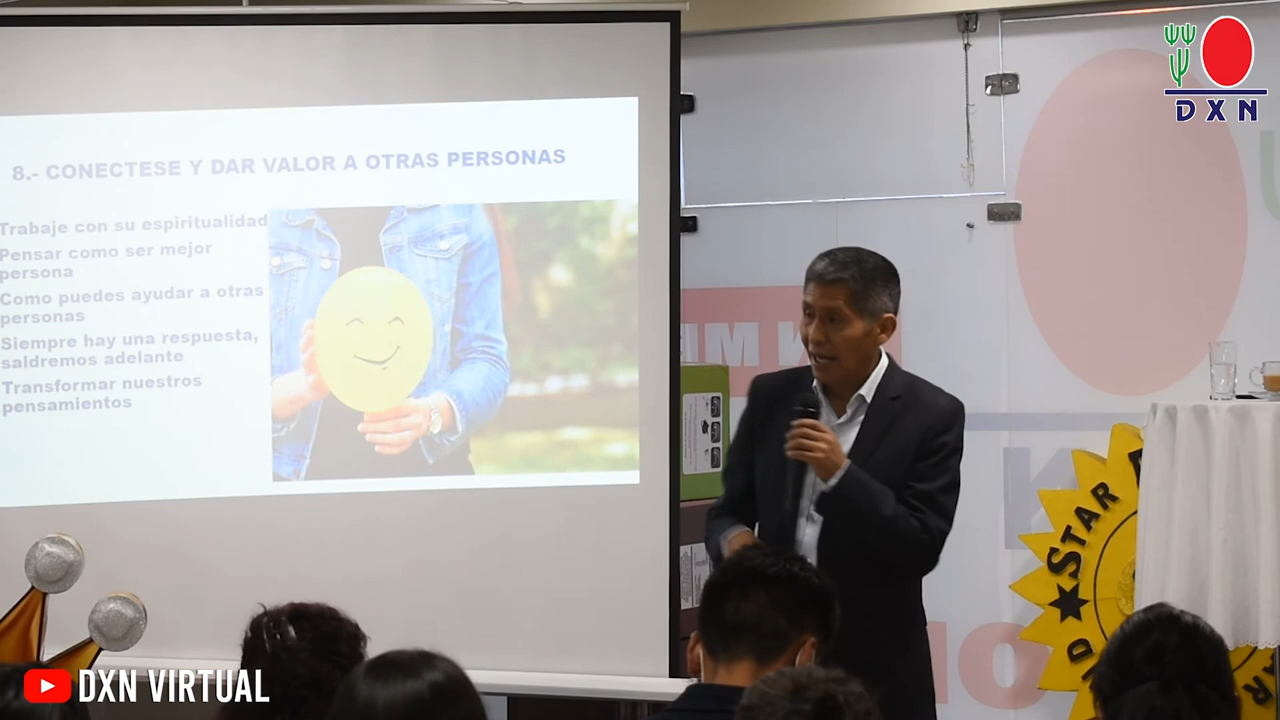 8.- CONECTESE Y DAR VALOR A OTRAS PERSONAS
Trabaje con su espiritualidad
Pensar como ser mejor
persona
Como puedes ayudar a otras
personas
Siempre hay una respuesta,
saldremos adelante
Transformar nuestros
pensamientos
DXN
STAR
DXN VIRTUAL